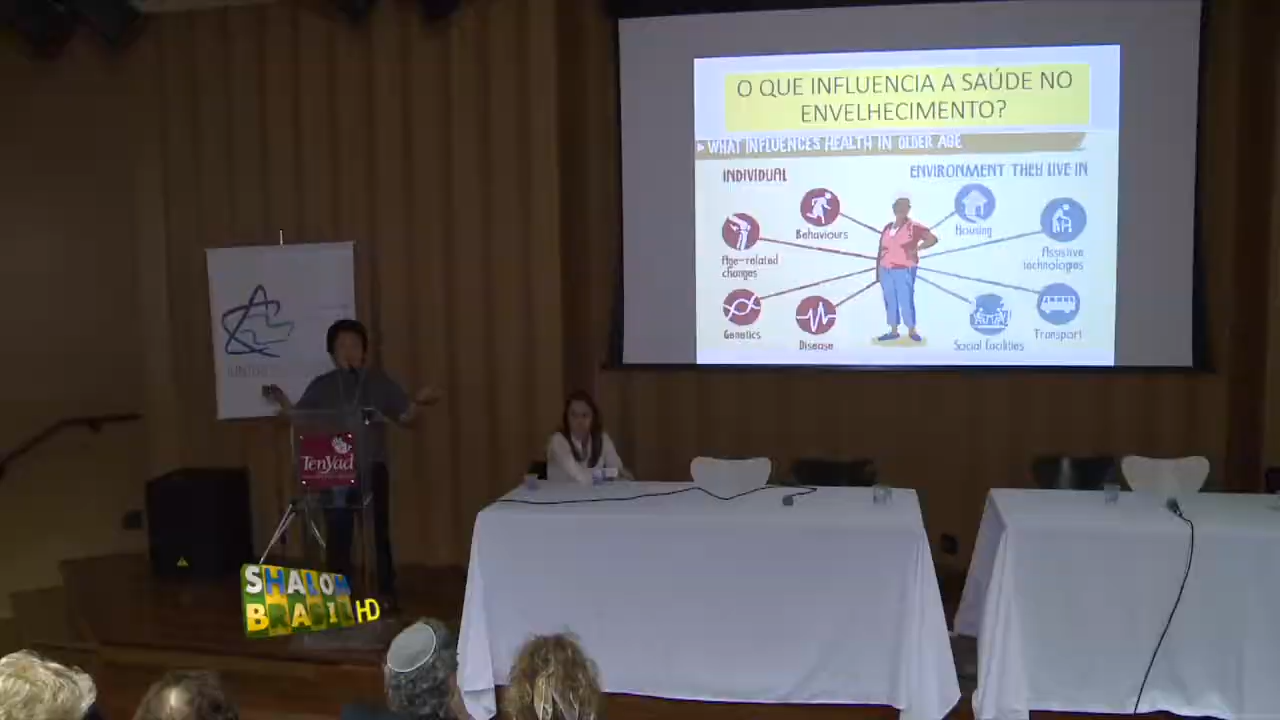 O QUE INFLUENCIA A SAÚDE NO
ENVELHECIMENTO?
WHAT INFLUENCES HEALTH IN OLDER AGE
INDIVIDUAL
ENVIRONMENT THEY LIVE IN
Behaviours
Housing
Age-related
changes
Assistive
technologies
Genetics
Disease
Social facilities
Transport
TenYad
SHALOM
BRASIL HD